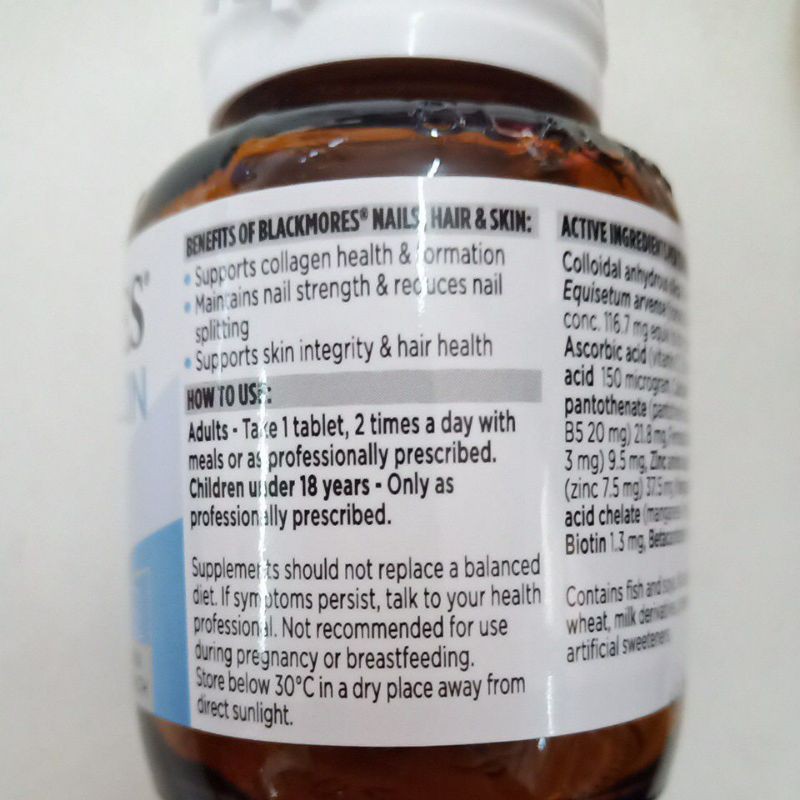 BENEFITS OF BLACKMORES® NAILS, HAIR & SKIN:
• Supports collagen health & formation
• Maintains nail strength & reduces nail
splitting
• Supports skin integrity & hair health
HOW TO USE:
Adults - Take 1 tablet, 2 times a day with
meals or as professionally prescribed.
Children under 18 years - Only as
professionally prescribed.
Supplements should not replace a balanced
diet. If symptoms persist, talk to your health
professional. Not recommended for use
during pregnancy or breastfeeding.
Store below 30°C in a dry place away from
direct sunlight.
ACTIVE INGREDIENTS
Colloidal anhydrous
Equisetum arvense
conc. 116.7 mg
Ascorbic acid (vitamin
acid 150 microgram
pantothenate
B5 20 mg) 21.8 mg
3 mg) 9.5 mg, Zinc
(zinc 7.5 mg) 37.5 mg
acid chelate
Biotin 1.3 mg
Contains fish and
wheat, milk
artificial sweeteners